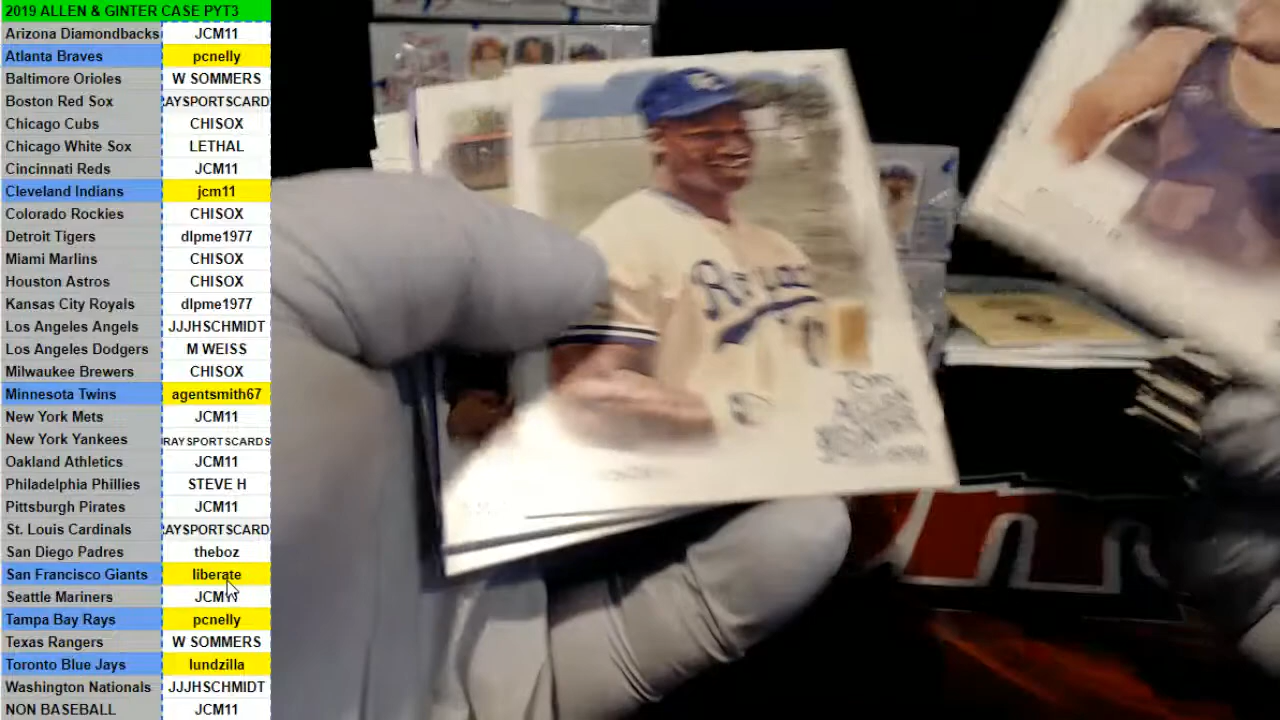 2019 ALLEN & GINTER CASE PYT3
Arizona Diamondbacks JCM11
Atlanta Braves pcnelly
Baltimore Orioles W SOMMERS
Boston Red Sox RAYSPORTSCARD
Chicago Cubs CHISOX
Chicago White Sox LETHAL
Cincinnati Reds JCM11
Cleveland Indians jcm11
Colorado Rockies CHISOX
Detroit Tigers dlpme1977
Miami Marlins CHISOX
Houston Astros CHISOX
Kansas City Royals dlpme1977
Los Angeles Angels JJJHSCHMIDT
Los Angeles Dodgers M WEISS
Milwaukee Brewers CHISOX
Minnesota Twins agentsmith67
New York Mets JCM11
New York Yankees RAYSPORTSCARDS
Oakland Athletics JCM11
Philadelphia Phillies STEVE H
Pittsburgh Pirates JCM11
St. Louis Cardinals RAYSPORTSCARD
San Diego Padres theboz
San Francisco Giants liberate
Seattle Mariners JCM11
Tampa Bay Rays pcnelly
Texas Rangers W SOMMERS
Toronto Blue Jays lundzilla
Washington Nationals JJJHSCHMIDT
NON BASEBALL JCM11
Royals